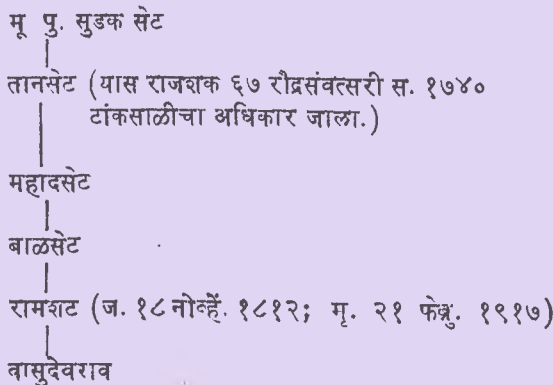 मू पु. सुडक सेट
तानसेट (यास राजशक ६७ रौद्रसंवत्सरी स. १७४०
टांकसाळीचा अधिकार जाला.)
महादसेट
बाळसेट
रामशट (ज. १८ नोव्हें. १८१२; मृ. २१ फेब्रु. १९१७)
वासुदेवराव